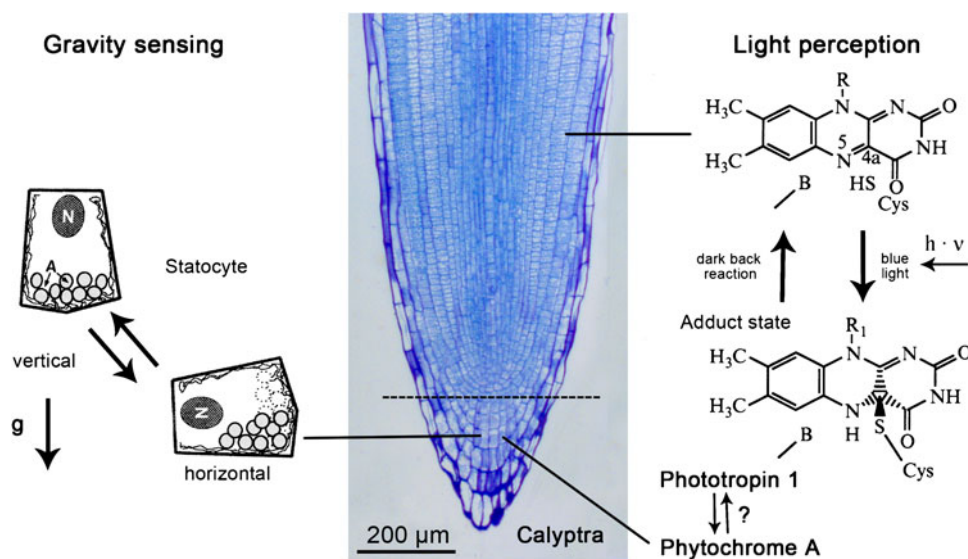 Gravity sensing
N
A
Statocyte
vertical
g
N
horizontal
200 µm
Calyptra
Light perception
R
H₃C
N
N
O
H₃C
5
N
4a
NH
HS
O
B
Cys
dark back
reaction
blue
light
h · ν
Adduct state
R₁
H₃C
N
N
O
H₃C
N
H
NH
S
O
B
Cys
Phototropin 1
?
Phytochrome A